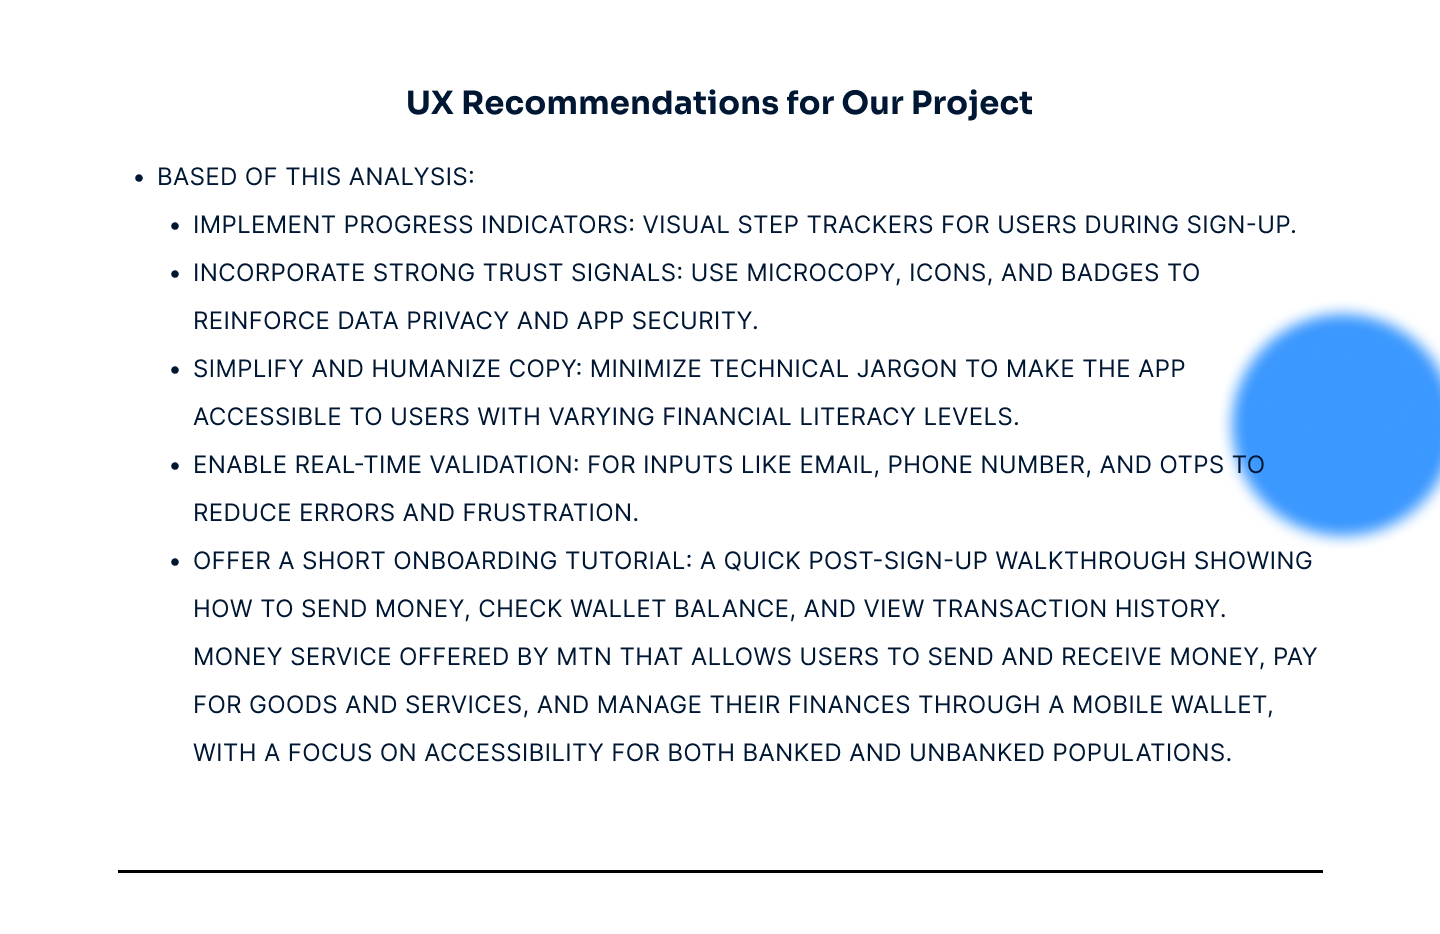 UX Recommendations for Our Project
• BASED OF THIS ANALYSIS:
• IMPLEMENT PROGRESS INDICATORS: VISUAL STEP TRACKERS FOR USERS DURING SIGN-UP.
• INCORPORATE STRONG TRUST SIGNALS: USE MICROCOPY, ICONS, AND BADGES TO
REINFORCE DATA PRIVACY AND APP SECURITY.
• SIMPLIFY AND HUMANIZE COPY: MINIMIZE TECHNICAL JARGON TO MAKE THE APP
ACCESSIBLE TO USERS WITH VARYING FINANCIAL LITERACY LEVELS.
• ENABLE REAL-TIME VALIDATION: FOR INPUTS LIKE EMAIL, PHONE NUMBER, AND OTPS TO
REDUCE ERRORS AND FRUSTRATION.
• OFFER A SHORT ONBOARDING TUTORIAL: A QUICK POST-SIGN-UP WALKTHROUGH SHOWING
HOW TO SEND MONEY, CHECK WALLET BALANCE, AND VIEW TRANSACTION HISTORY.
MONEY SERVICE OFFERED BY MTN THAT ALLOWS USERS TO SEND AND RECEIVE MONEY, PAY
FOR GOODS AND SERVICES, AND MANAGE THEIR FINANCES THROUGH A MOBILE WALLET,
WITH A FOCUS ON ACCESSIBILITY FOR BOTH BANKED AND UNBANKED POPULATIONS.